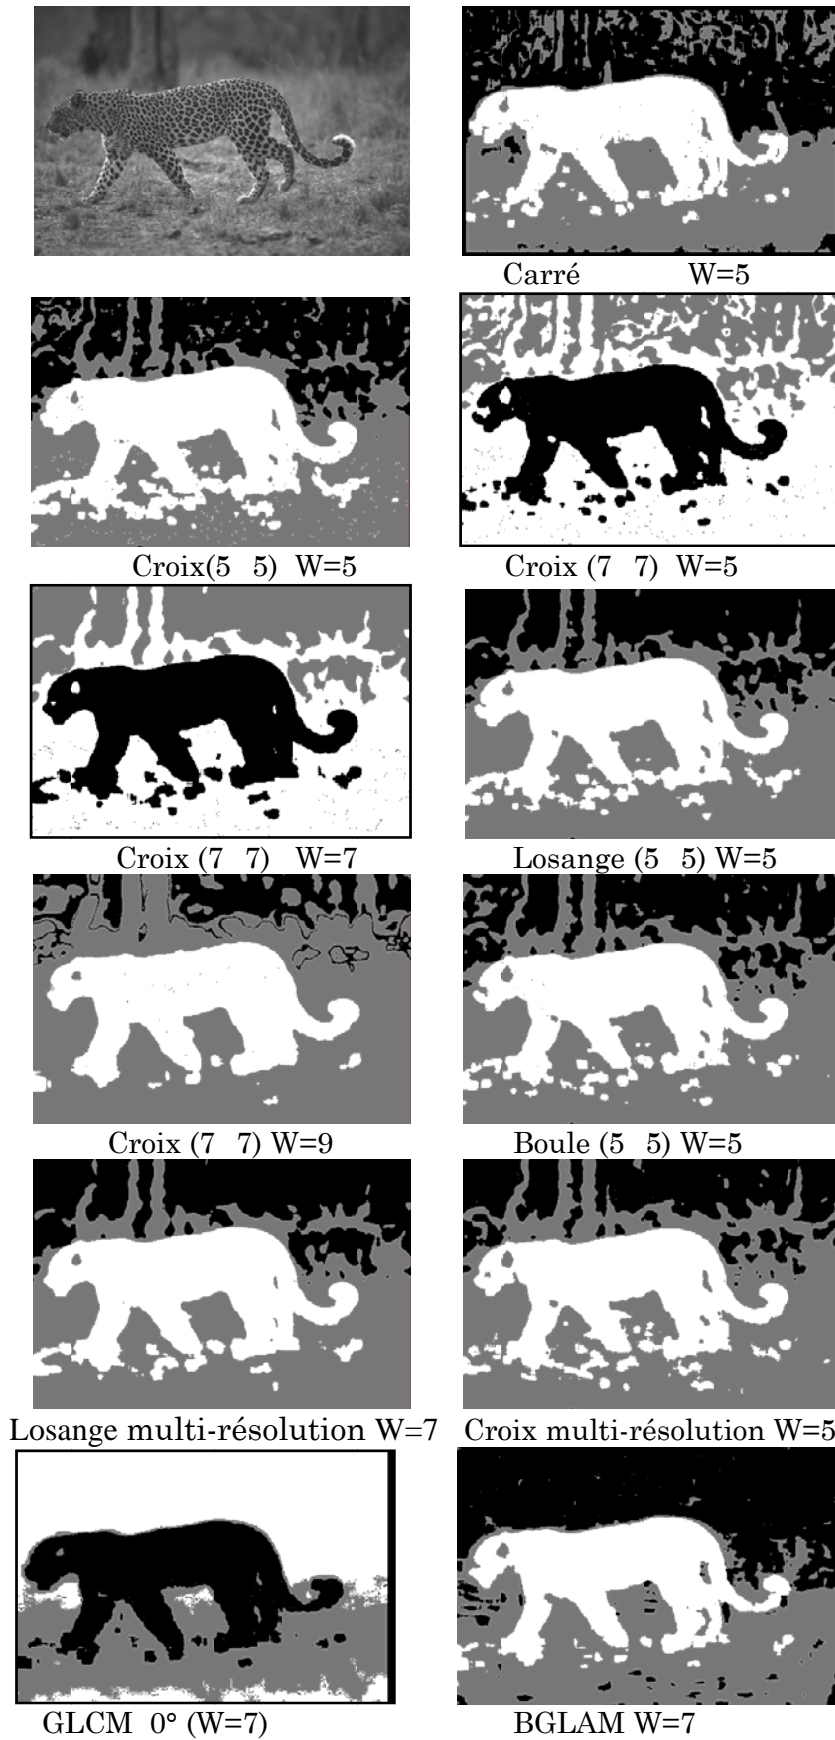 Carré W=5
Croix(5 5) W=5
Croix (7 7) W=5
Croix (7 7) W=7
Losange (5 5) W=5
Croix (7 7) W=9
Boule (5 5) W=5
Losange multi-résolution W=7
Croix multi-résolution W=5
GLCM 0° (W=7)
BGLAM W=7